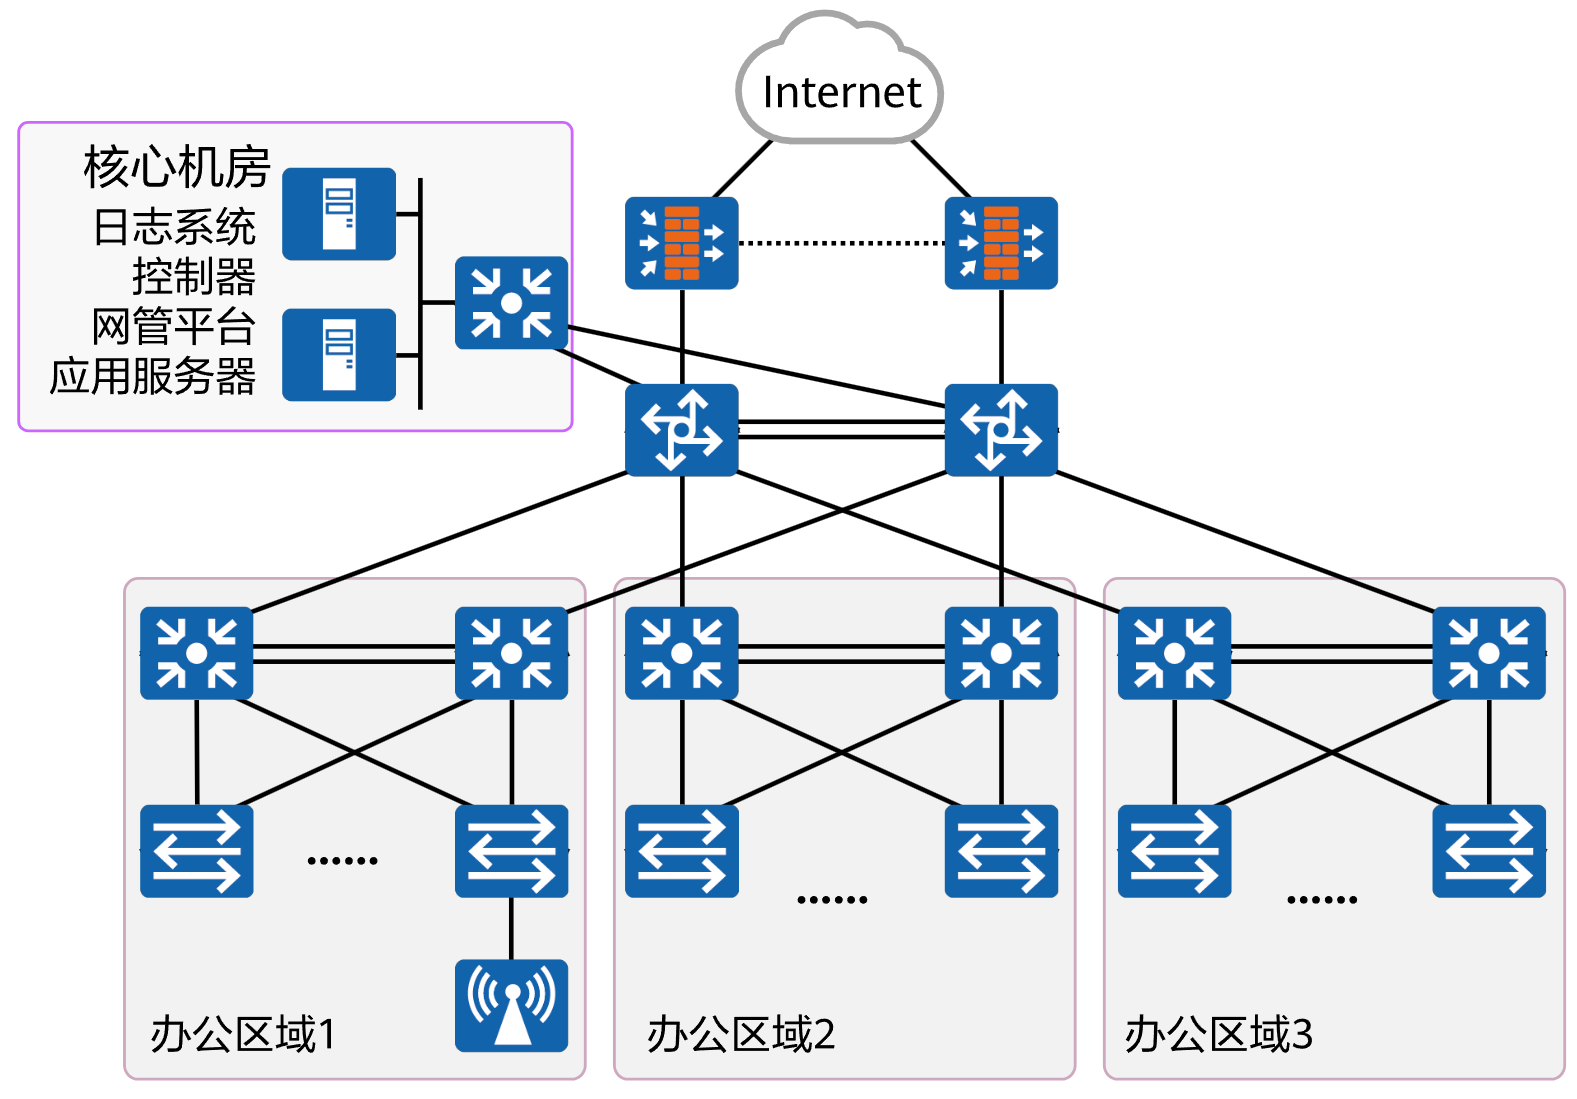 Internet
核心机房
日志系统
控制器
网管平台
应用服务器
......
......
......
办公区域1
办公区域2
办公区域3